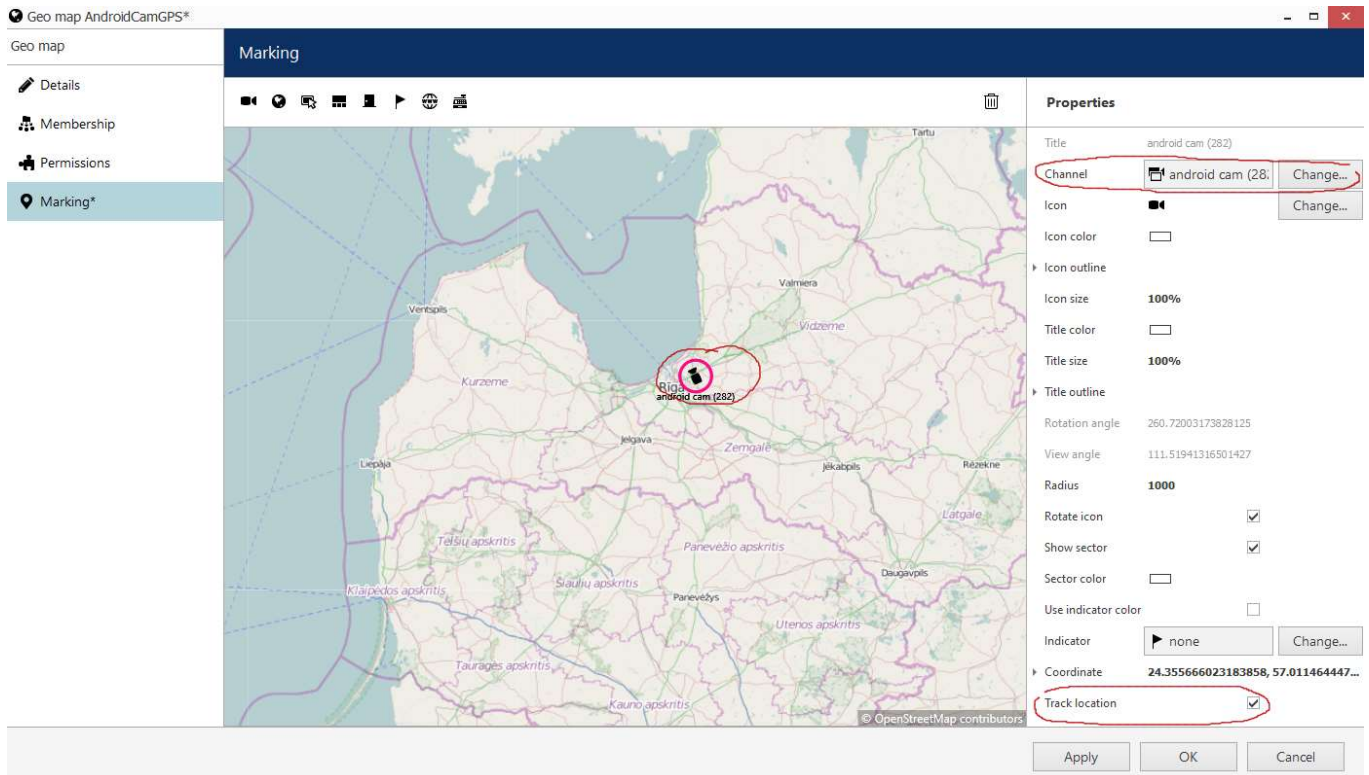 Geo map AndroidCamGPS*
Geo map
Details
Membership
Permissions
Marking*
Marking
Tartu
Valmiera
Ventspils
Vidzeme
Kurzeme
Rīga
android cam (282)
Jelgava
Zemgale
Liepāja
Jēkabpils
Rēzekne
Latgale
Telšių apskritis
Panevėžio apskritis
Daugavpils
Šiaulių apskritis
Klaipėdos apskritis
Panevėžys
Utenos apskritis
Tauragės apskritis
Kauno apskritis
© OpenStreetMap contributors
Properties
Title android cam (282)
Channel android cam (28 Change...
Icon Change...
Icon color
Icon outline
Icon size 100%
Title color
Title size 100%
Title outline
Rotation angle 260.72003173828125
View angle 111.51941316501427
Radius 1000
Rotate icon
Show sector
Sector color
Use indicator color
Indicator none Change...
Coordinate 24.355666023183858, 57.011464447...
Track location
Apply OK Cancel